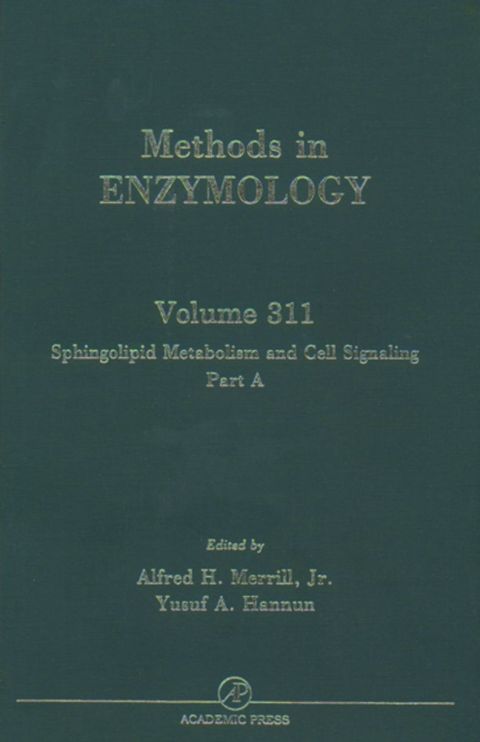 Methods in
ENZYMOLOGY
Volume 311
Sphingolipid Metabolism and Cell Signaling
Part A
Edited by
Alfred H. Merrill, Jr.
Yusuf A. Hannun
AP
ACADEMIC PRESS